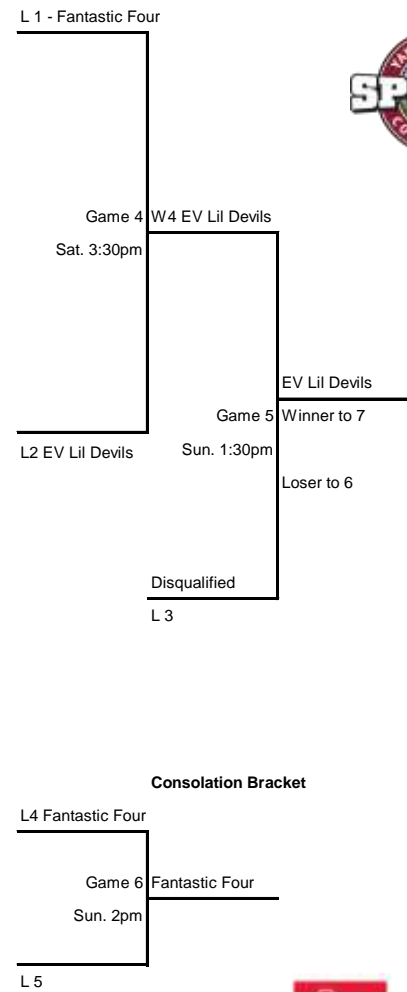 L 1 - Fantastic Four
SP
Game 4 W4 EV Lil Devils
Sat. 3:30pm
EV Lil Devils
Game 5 Winner to 7
L2 EV Lil Devils
Sun. 1:30pm
Loser to 6
Disqualified
L 3
Consolation Bracket
L4 Fantastic Four
Game 6 Fantastic Four
Sun. 2pm
L 5